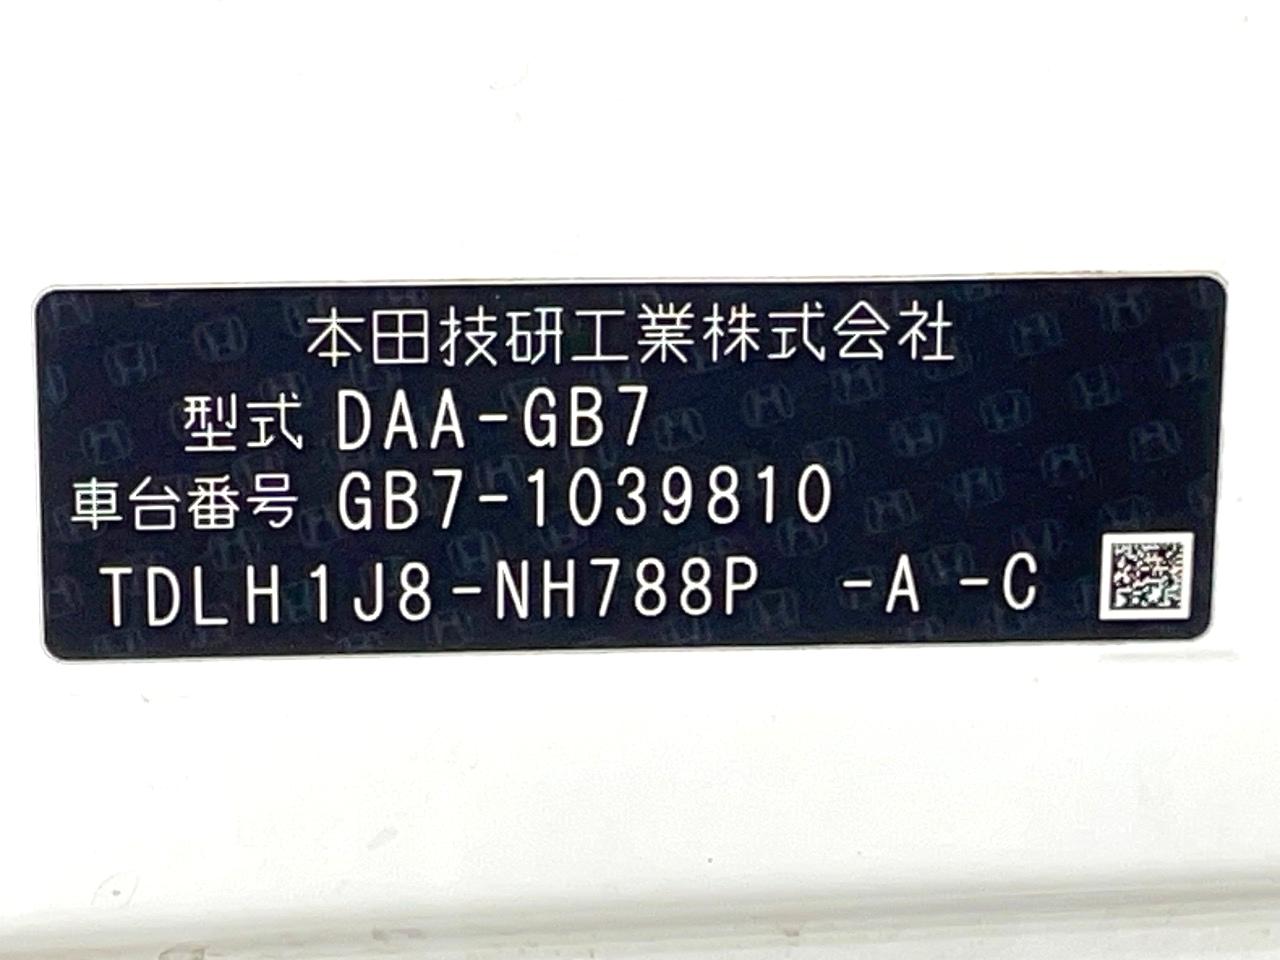 本田技研工業株式会社
型式 DAA-GB7
車台番号 GB7-1039810
TDLH1J8-NH788P -A -C